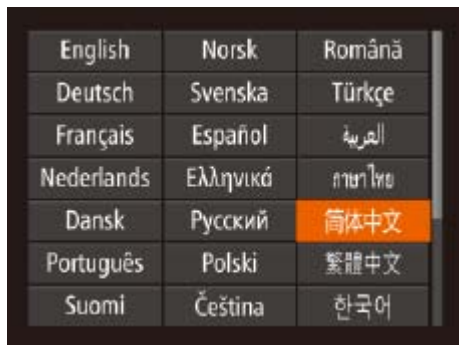 English Norsk Română
Deutsch Svenska Türkçe
Français Español العربية
Nederlands Ελληνικά ภาษาไทย
Dansk Русский 简体中文
Português Polski 繁體中文
Suomi Čeština 한국어